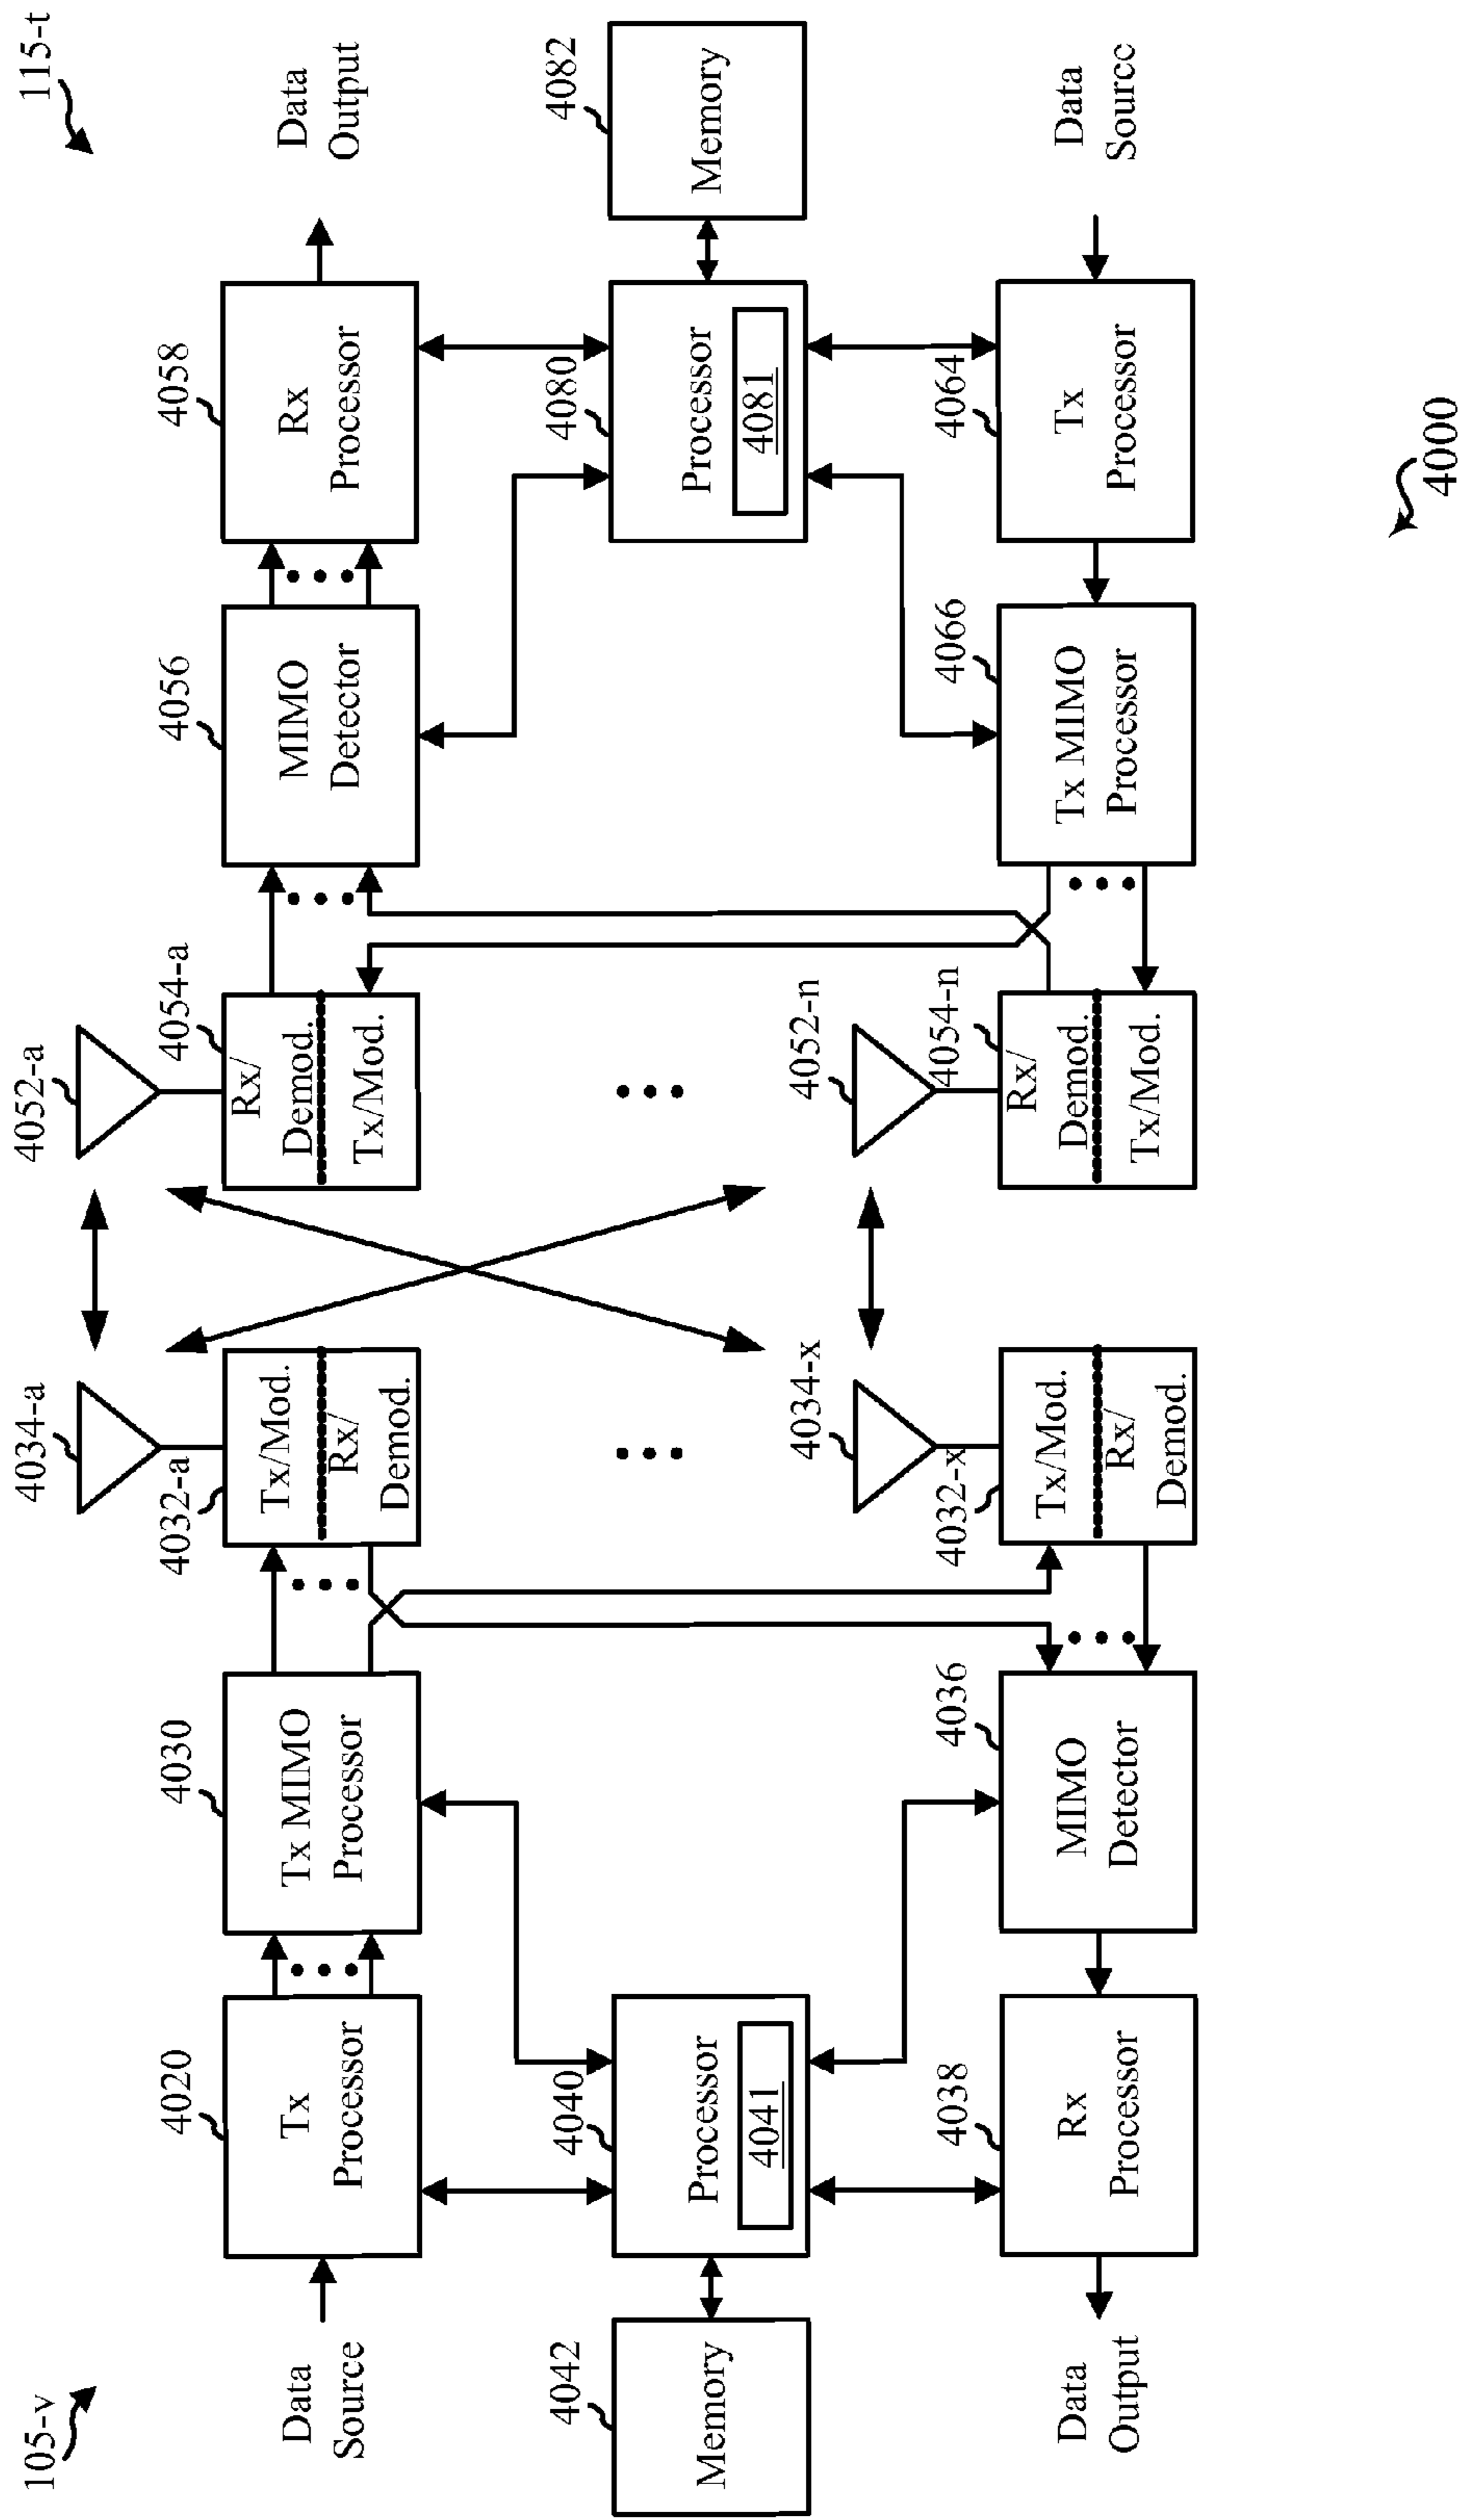 105-v
115-t
4034-a
4052-a
4020
4030
4032-a
4054-a
4056
4058
Data
Source
Tx
Processor
Tx MIMO
Processor
Tx/Mod.
Rx/
Demod.
Rx/
Demod.
Tx/Mod.
MIMO
Detector
Rx
Processor
Data
Output
4042
4040
4034-x
4052-n
4080
4082
Memory
Processor
4041
Processor
4081
Memory
4038
4036
4032-x
4054-n
4066
4064
Data
Output
Rx
Processor
MIMO
Detector
Tx/Mod.
Rx/
Demod.
Rx/
Demod.
Tx/Mod.
Tx MIMO
Processor
Tx
Processor
Data
Source
4000